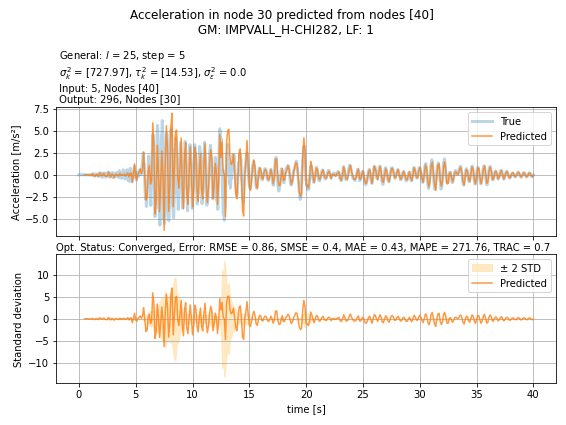 Acceleration in node 30 predicted from nodes [40]
GM: IMPVALL_H-CHI282, LF: 1
General: l = 25, step = 5
σ²ₖ = [727.97], τ²ₖ = [14.53], σ²_ε = 0.0
Input: 5, Nodes [40]
Output: 296, Nodes [30]
7.5
5.0
2.5
0.0
−2.5
−5.0
Acceleration [m/s²]
True
Predicted
Opt. Status: Converged, Error: RMSE = 0.86, SMSE = 0.4, MAE = 0.43, MAPE = 271.76, TRAC = 0.7
10
5
0
−5
−10
Standard deviation
± 2 STD
Predicted
0 5 10 15 20 25 30 35 40
time [s]